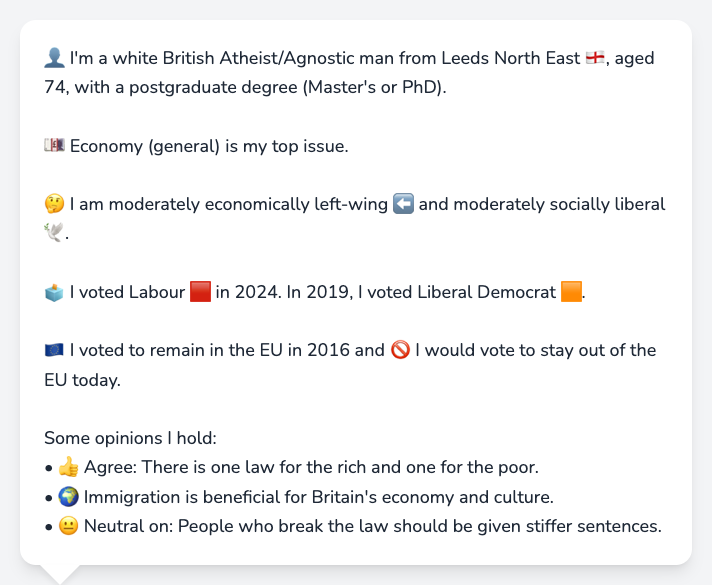 👤 I'm a white British Atheist/Agnostic man from Leeds North East 🏴󠁧󠁢󠁥󠁮󠁧󠁿, aged
74, with a postgraduate degree (Master's or PhD).
💷 Economy (general) is my top issue.
🤔 I am moderately economically left-wing ⬅️ and moderately socially liberal
🕊️.
🗳️ I voted Labour 🟥 in 2024. In 2019, I voted Liberal Democrat 🟧.
🇪🇺 I voted to remain in the EU in 2016 and 🚫 I would vote to stay out of the
EU today.
Some opinions I hold:
• 👍 Agree: There is one law for the rich and one for the poor.
• 🌍 Immigration is beneficial for Britain's economy and culture.
• 😐 Neutral on: People who break the law should be given stiffer sentences.